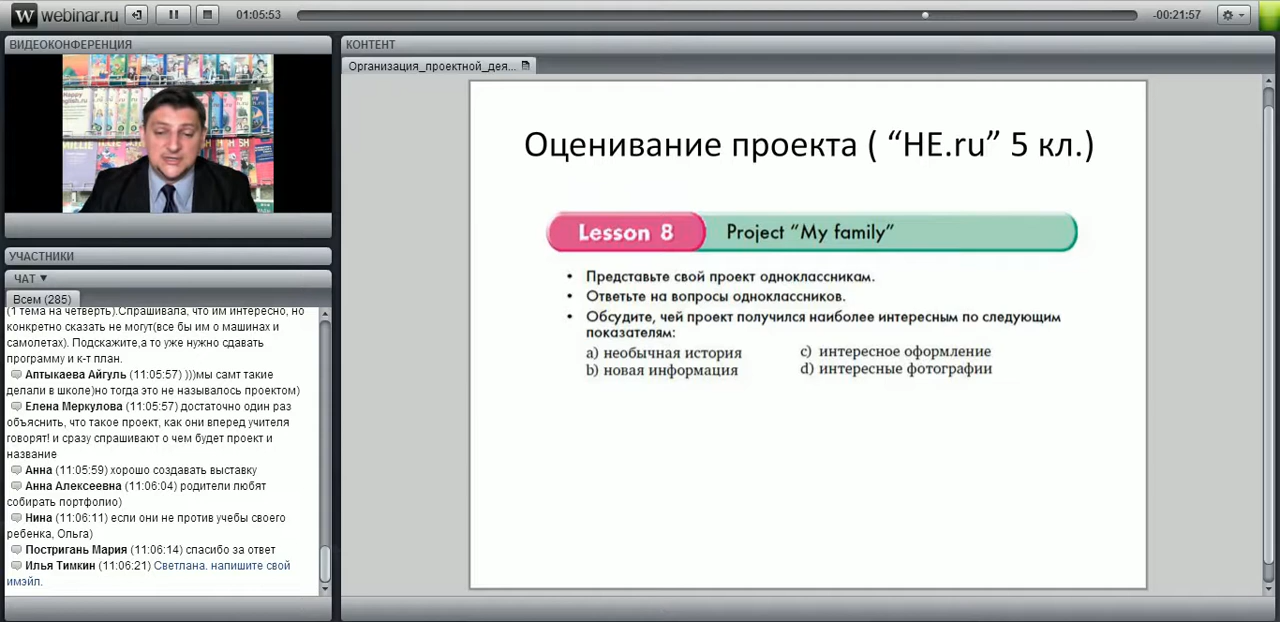 webinar.ru
01:05:53
-00:21:57
ВИДЕОКОНФЕРЕНЦИЯ
УЧАСТНИКИ
ЧАТ
Всем (285)
(1 тема на четверть).Спрашивала, что им интересно, но
конкретно сказать не могут(все бы им о машинах и
самолетах). Подскажите,а то уже нужно сдавать
программу и к-т план.
Аптыкаева Айгуль (11:05:57) )))мы самт такие
делали в школе)но тогда это не называлось проектом)
Елена Меркулова (11:05:57) достаточно один раз
объяснить, что такое проект, как они вперед учителя
говорят! и сразу спрашивают о чем будет проект и
название
Анна (11:05:59) хорошо создавать выставку
Анна Алексеевна (11:06:04) родители любят
собирать портфолио)
Нина (11:06:11) если они не против учебы своего
ребенка, Ольга)
Постригань Мария (11:06:14) спасибо за ответ
Илья Тимкин (11:06:21) Светлана. напишите свой
имэйл.
КОНТЕНТ
Организация_проектной_дея...
Оценивание проекта ( “HE.ru” 5 кл.)
Lesson 8 Project “My family”
• Представьте свой проект одноклассникам.
• Ответьте на вопросы одноклассников.
• Обсудите, чей проект получился наиболее интересным по следующим
показателям:
a) необычная история c) интересное оформление
b) новая информация d) интересные фотографии